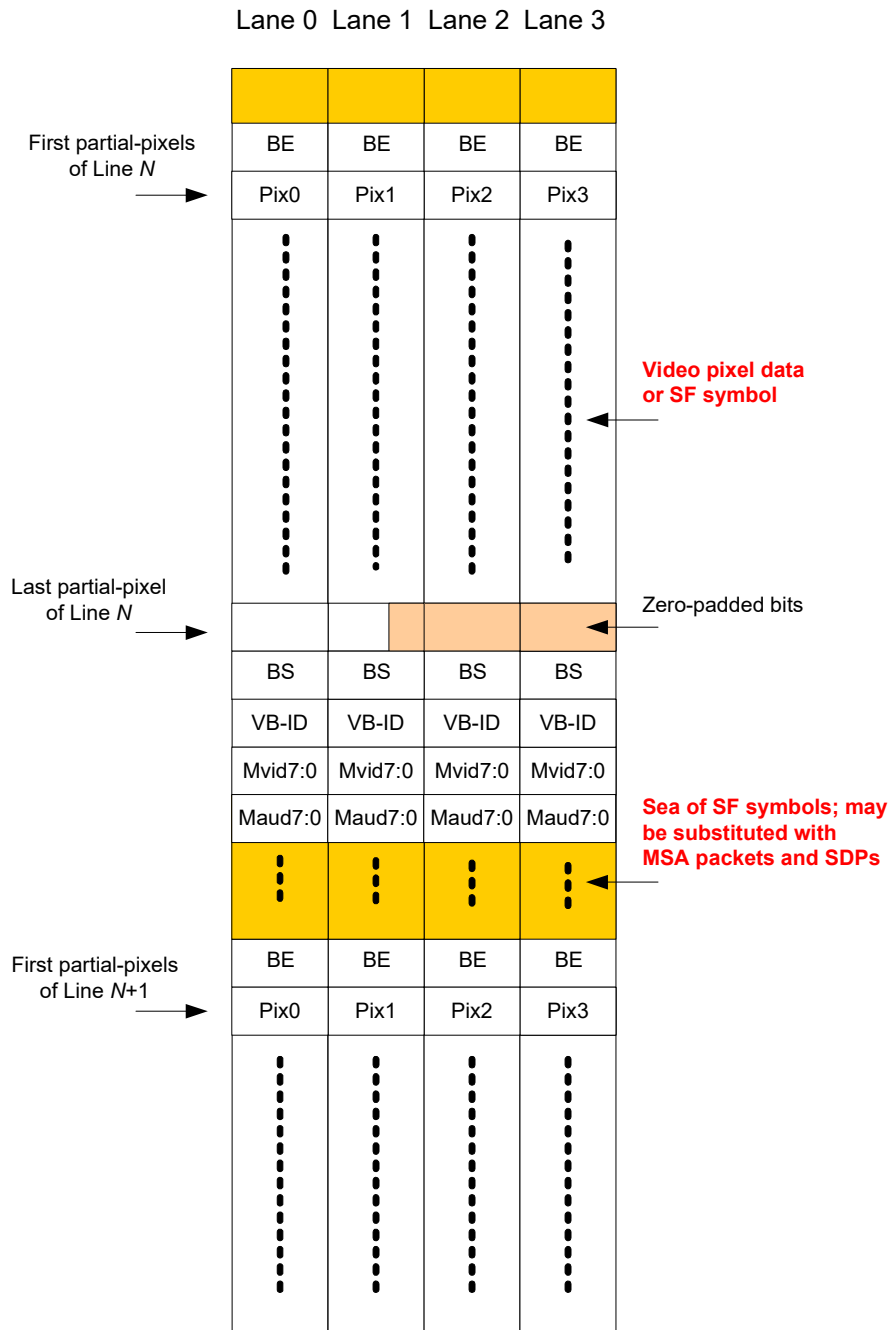 Lane 0 Lane 1 Lane 2 Lane 3
First partial-pixels
of Line N
BE BE BE BE
Pix0 Pix1 Pix2 Pix3
Video pixel data
or SF symbol
Last partial-pixel
of Line N
Zero-padded bits
BS BS BS BS
VB-ID VB-ID VB-ID VB-ID
Mvid7:0 Mvid7:0 Mvid7:0 Mvid7:0
Maud7:0 Maud7:0 Maud7:0 Maud7:0
Sea of SF symbols; may
be substituted with
MSA packets and SDPs
First partial-pixels
of Line N+1
BE BE BE BE
Pix0 Pix1 Pix2 Pix3